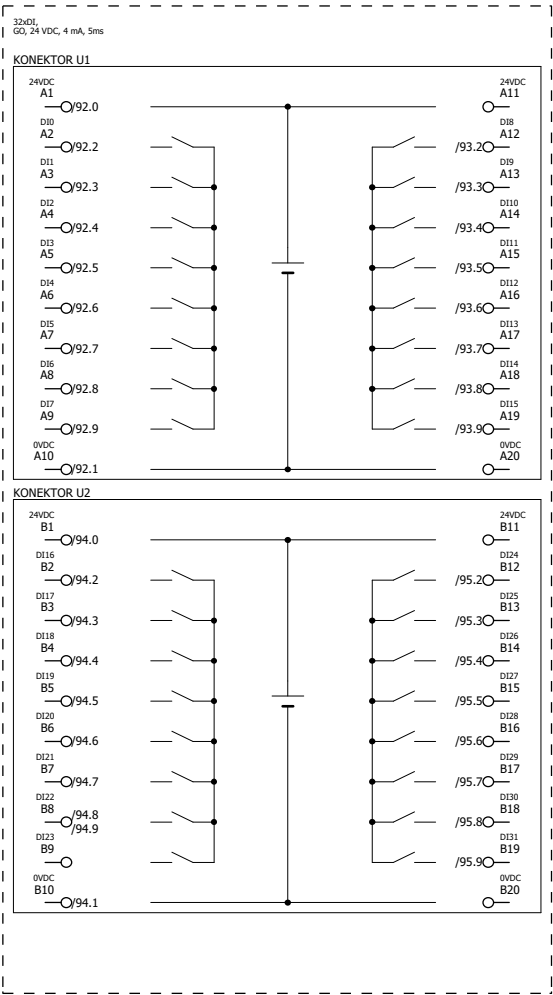 32xDI,
GO, 24 VDC, 4 mA, 5ms
KONEKTOR U1
24VDC 24VDC
A1 A11
/92.0
DI0 DI8
A2 A12
/92.2 /93.2
DI1 DI9
A3 A13
/92.3 /93.3
DI2 DI10
A4 A14
/92.4 /93.4
DI3 DI11
A5 A15
/92.5 /93.5
DI4 DI12
A6 A16
/92.6 /93.6
DI5 DI13
A7 A17
/92.7 /93.7
DI6 DI14
A8 A18
/92.8 /93.8
DI7 DI15
A9 A19
/92.9 /93.9
0VDC 0VDC
A10 A20
/92.1
KONEKTOR U2
24VDC 24VDC
B1 B11
/94.0
DI16 DI24
B2 B12
/94.2 /95.2
DI17 DI25
B3 B13
/94.3 /95.3
DI18 DI26
B4 B14
/94.4 /95.4
DI19 DI27
B5 B15
/94.5 /95.5
DI20 DI28
B6 B16
/94.6 /95.6
DI21 DI29
B7 B17
/94.7 /95.7
DI22 DI30
B8 B18
/94.8
/94.9 /95.8
DI23 DI31
B9 B19
/95.9
0VDC 0VDC
B10 B20
/94.1